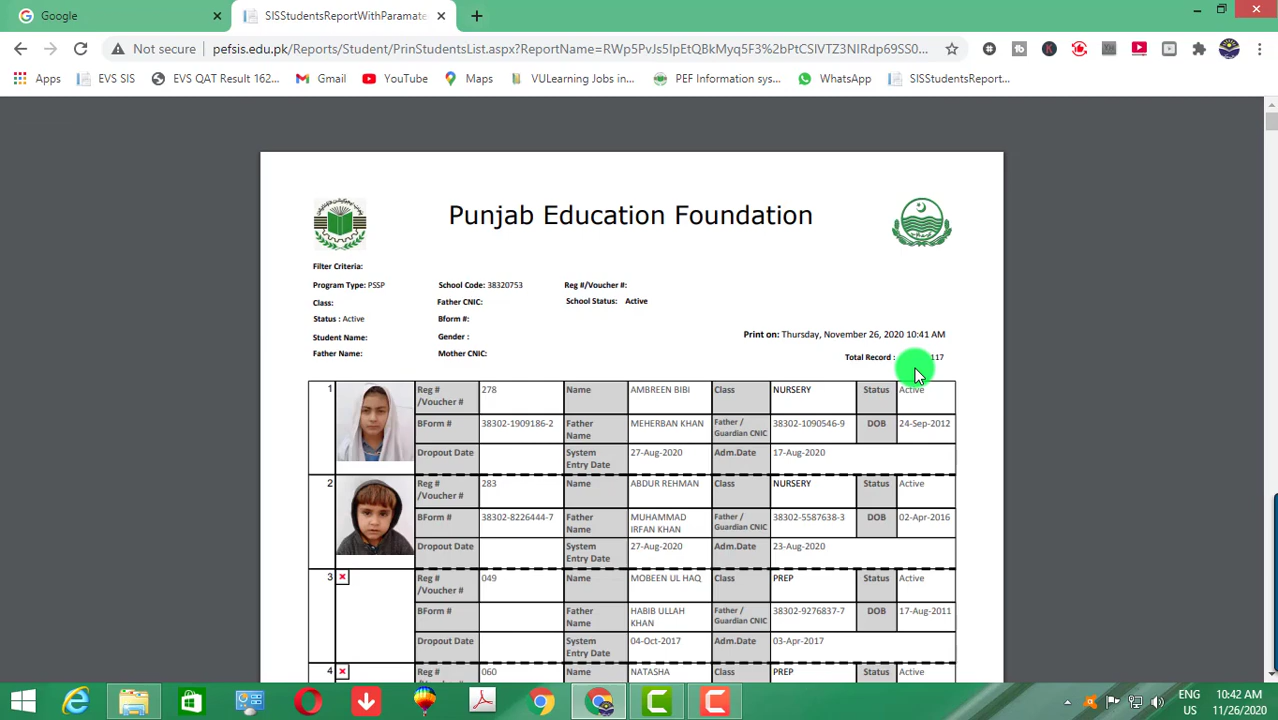 Google
SISStudentsReportWithParamate
Not secure pefsis.edu.pk/Reports/Student/PrinStudentsList.aspx?ReportName=RWp5PvJs5IpEtQBkMyq5F3%2bPtCSIVTZ3NIRdp69SS0...
Apps EVS SIS EVS QAT Result 162... Gmail YouTube Maps VULearning Jobs in... PEF Information sys... WhatsApp SISStudentsReport...
Punjab Education Foundation
Filter Criteria:
Program Type: PSSP School Code: 38320753 Reg #/Voucher #:
Class: Father CNIC: School Status: Active
Status : Active Bform #:
Student Name: Gender :
Print on: Thursday, November 26, 2020 10:41 AM
Father Name: Mother CNIC:
Total Record : 117
1 Reg # 278 Name AMBREEN BIBI Class NURSERY Status Active
/Voucher #
BForm # 38302-1909186-2 Father MEHERBAN KHAN Father / 38302-1090546-9 DOB 24-Sep-2012
Name Guardian CNIC
Dropout Date System 27-Aug-2020 Adm.Date 17-Aug-2020
Entry Date
2 Reg # 283 Name ABDUR REHMAN Class NURSERY Status Active
/Voucher #
BForm # 38302-8226444-7 Father MUHAMMAD Father / 38302-5587638-3 DOB 02-Apr-2016
Name IRFAN KHAN Guardian CNIC
Dropout Date System 27-Aug-2020 Adm.Date 23-Aug-2020
Entry Date
3 Reg # 049 Name MOBEEN UL HAQ Class PREP Status Active
/Voucher #
BForm # Father HABIB ULLAH Father / 38302-9276837-7 DOB 17-Aug-2011
Name KHAN Guardian CNIC
Dropout Date System 04-Oct-2017 Adm.Date 03-Apr-2017
Entry Date
4 Reg # 060 Name NATASHA Class PREP Status Active
ENG 10:42 AM
US 11/26/2020